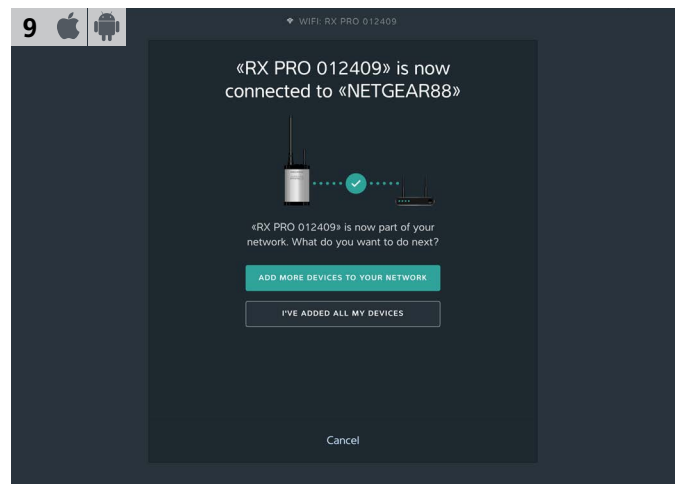 9
WIFI: RX PRO 012409
«RX PRO 012409» is now
connected to «NETGEAR88»
«RX PRO 012409» is now part of your
network. What do you want to do next?
ADD MORE DEVICES TO YOUR NETWORK
I'VE ADDED ALL MY DEVICES
Cancel